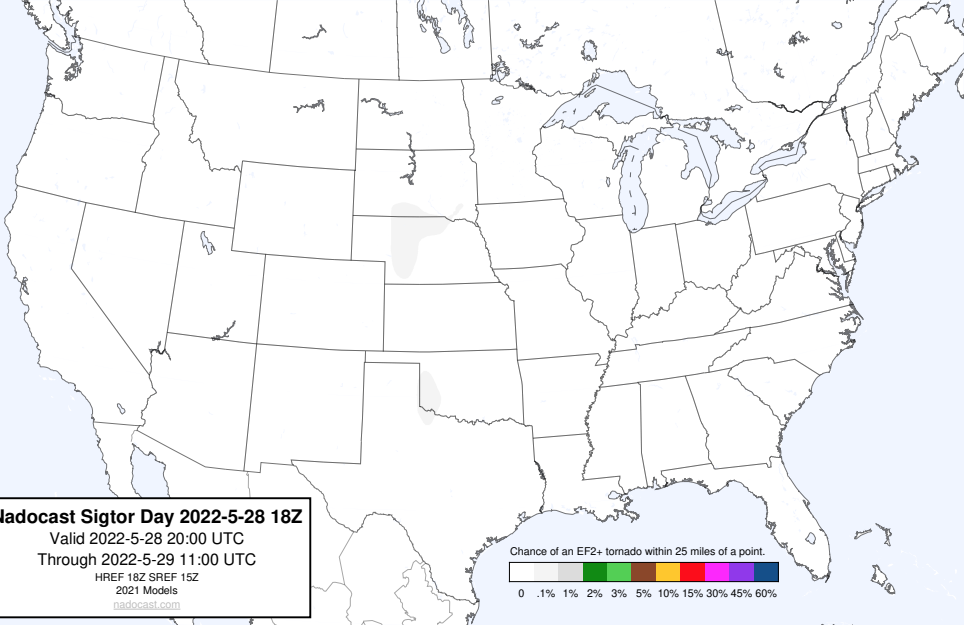 Nadocast Sigtor Day 2022-5-28 18Z
Valid 2022-5-28 20:00 UTC
Through 2022-5-29 11:00 UTC
HREF 18Z SREF 15Z
2021 Models
nadocast.com
Chance of an EF2+ tornado within 25 miles of a point.
0 .1% 1% 2% 3% 5% 10% 15% 30% 45% 60%